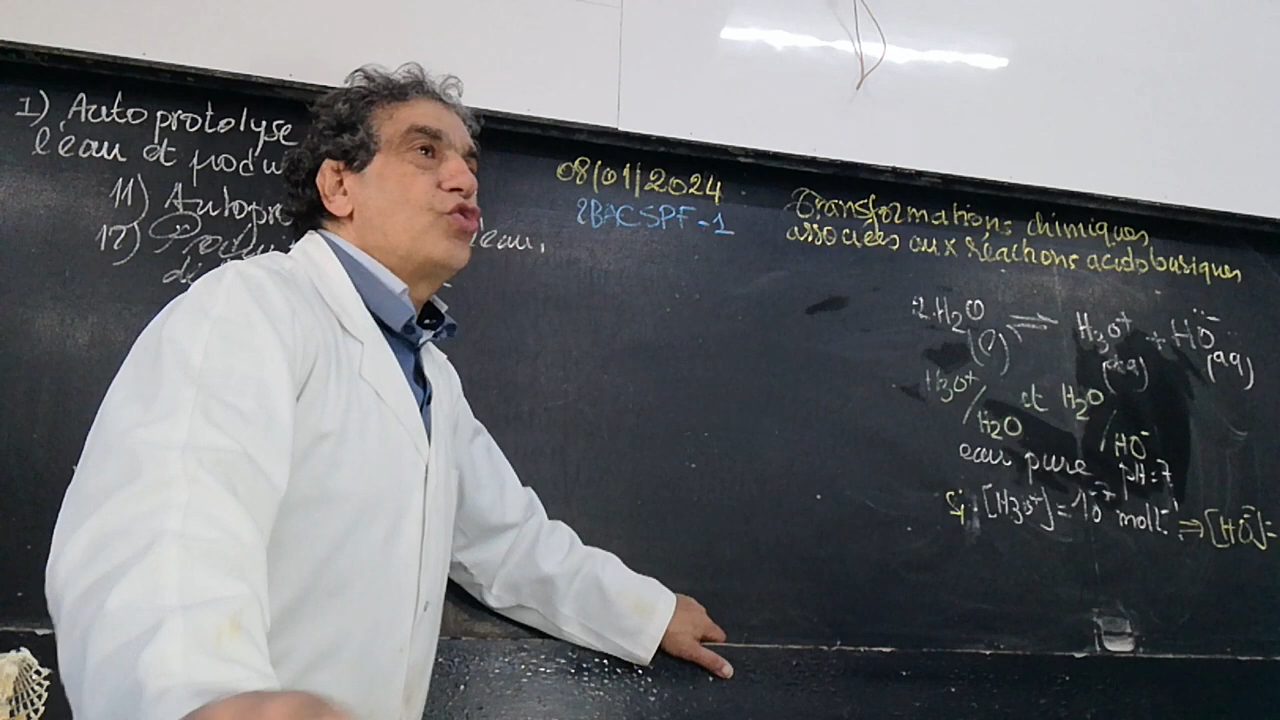 1) Autoprotolyse
l'eau et produ
11) Autopro
12) Produi eau.
di
08/01/2024
2BACSPF-1
Transformations chimiques
associées aux réactions acidobasiques
2H₂O ⇌ H₃O⁺ + HO⁻
(l) (aq) (aq)
H₃O⁺/H₂O et H₂O/HO⁻
eau pure pH=7
Si [H₃O⁺]=10⁻⁷ mol.L⁻¹ ⇒ [HO⁻]=